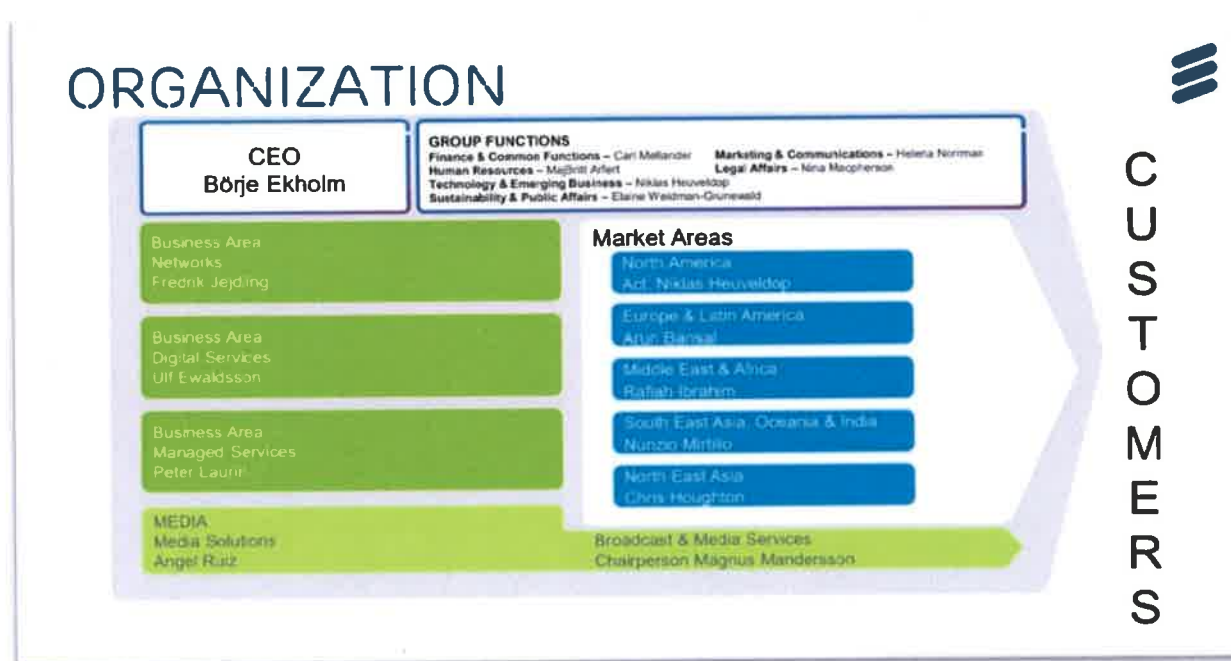 ORGANIZATION
CEO
Börje Ekholm
GROUP FUNCTIONS
Finance & Common Functions – Carl Mellander
Human Resources – MajBritt Arfert
Technology & Emerging Business – Niklas Heuveldop
Sustainability & Public Affairs – Elaine Weidman-Grunewald
Marketing & Communications – Helena Norrman
Legal Affairs – Nina Macpherson
Business Area
Networks
Fredrik Jejdling
Business Area
Digital Services
Ulf Ewaldsson
Business Area
Managed Services
Peter Laurin
Market Areas
North America
Act. Niklas Heuveldop
Europe & Latin America
Arun Bansal
Middle East & Africa
Rafiah Ibrahim
South East Asia, Oceania & India
Nunzio Mirtillo
North East Asia
Chris Houghton
MEDIA
Media Solutions
Angel Ruiz
Broadcast & Media Services
Chairperson Magnus Mandersson
CUSTOMERS